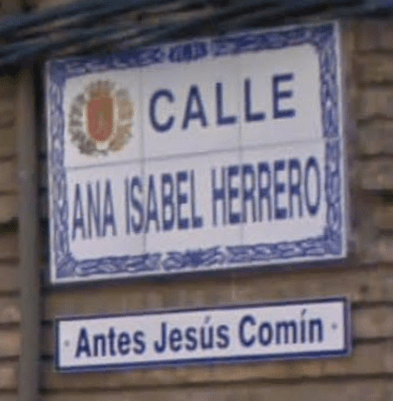 CALLE
ANA ISABEL HERRERO
Antes Jesús Comín